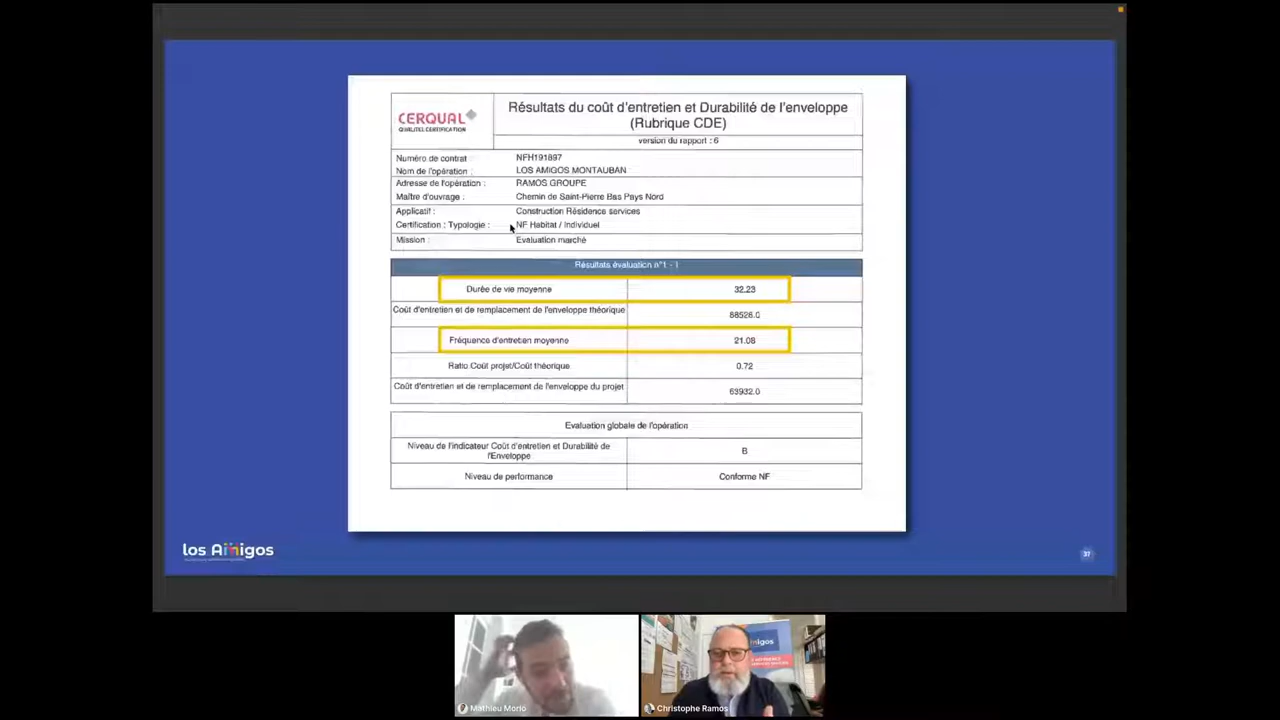 CERQUAL
QUALITEL CERTIFICATION
Résultats du coût d'entretien et Durabilité de l'enveloppe
(Rubrique CDE)
version du rapport : 6
Numéro de contrat NFH191897
Nom de l'opération : LOS AMIGOS MONTAUBAN
Adresse de l'opération : RAMOS GROUPE
Maître d'ouvrage : Chemin de Saint-Pierre Bas Pays Nord
Applicatif : Construction Résidence services
Certification : Typologie : NF Habitat / Individuel
Mission : Evaluation marché
Résultats évaluation n°1 - 1
Durée de vie moyenne 32.23
Coût d'entretien et de remplacement de l'enveloppe théorique 88526.0
Fréquence d'entretien moyenne 21.08
Ratio Coût projet/Coût théorique 0.72
Coût d'entretien et de remplacement de l'enveloppe du projet 63932.0
Evaluation globale de l'opération
Niveau de l'indicateur Coût d'entretien et Durabilité de
l'Enveloppe B
Niveau de performance Conforme NF
los Amigos
37
migos
Mathieu Morio
Christophe Ramos